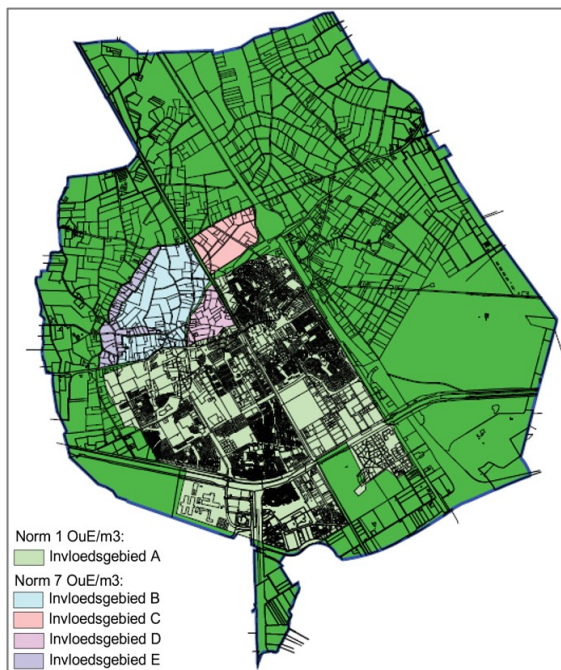 Norm 1 OuE/m3:
Invloedsgebied A
Norm 7 OuE/m3:
Invloedsgebied B
Invloedsgebied C
Invloedsgebied D
Invloedsgebied E